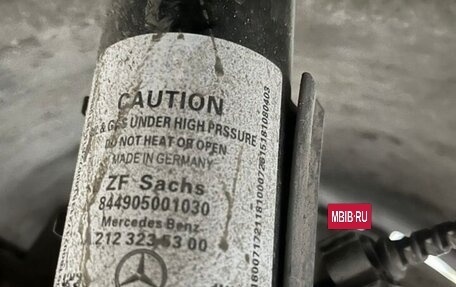 CAUTION
& GAS UNDER HIGH PRSSURE
DO NOT HEAT OR OPEN
MADE IN GERMANY
ZF Sachs
844905001030
Mercedes Benz
212 323 53 00
MBIB·RU